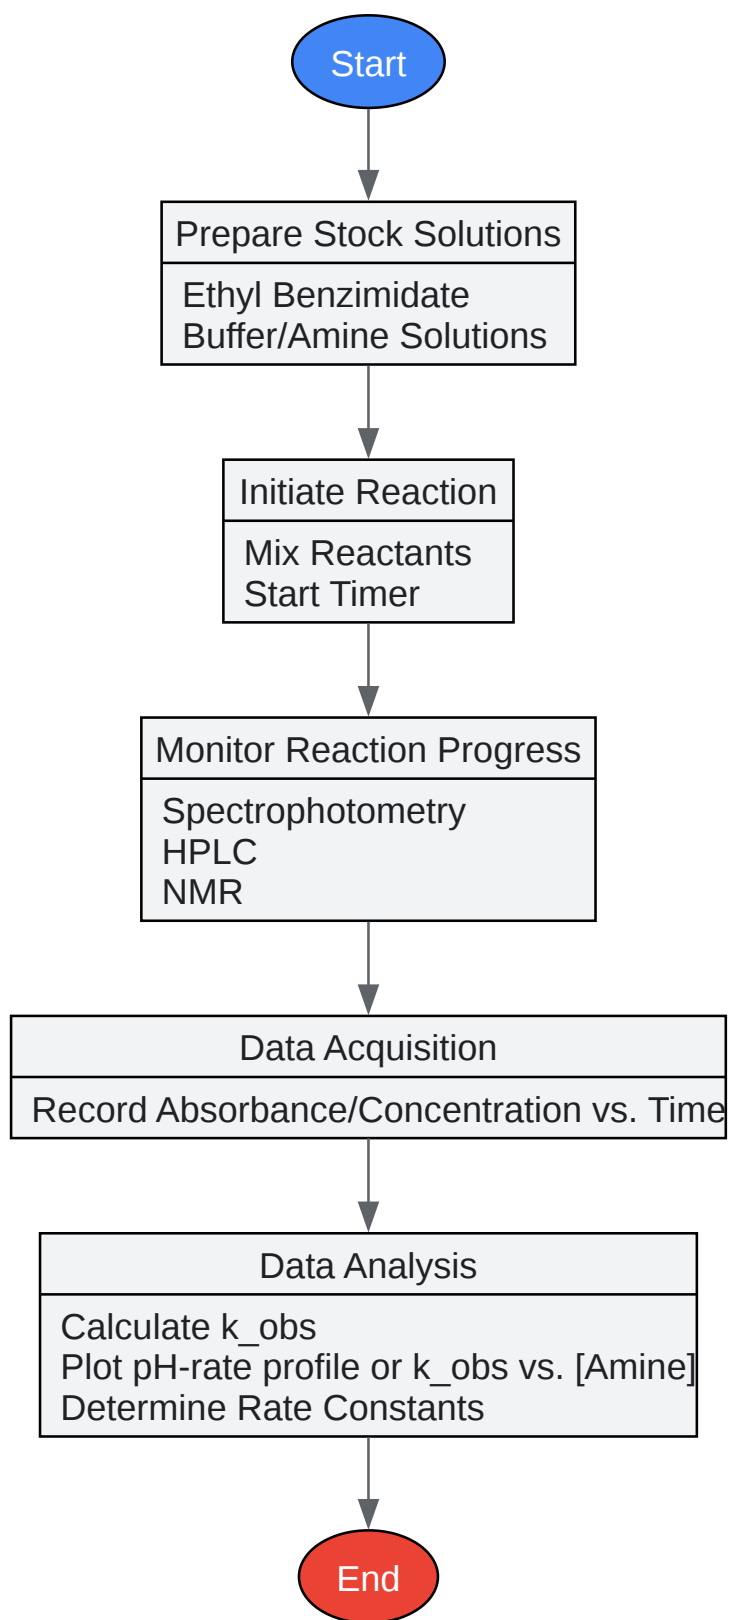 Start
Prepare Stock Solutions
Ethyl Benzimidate
Buffer/Amine Solutions
Initiate Reaction
Mix Reactants
Start Timer
Monitor Reaction Progress
Spectrophotometry
HPLC
NMR
Data Acquisition
Record Absorbance/Concentration vs. Time
Data Analysis
Calculate k_obs
Plot pH-rate profile or k_obs vs. [Amine]
Determine Rate Constants
End